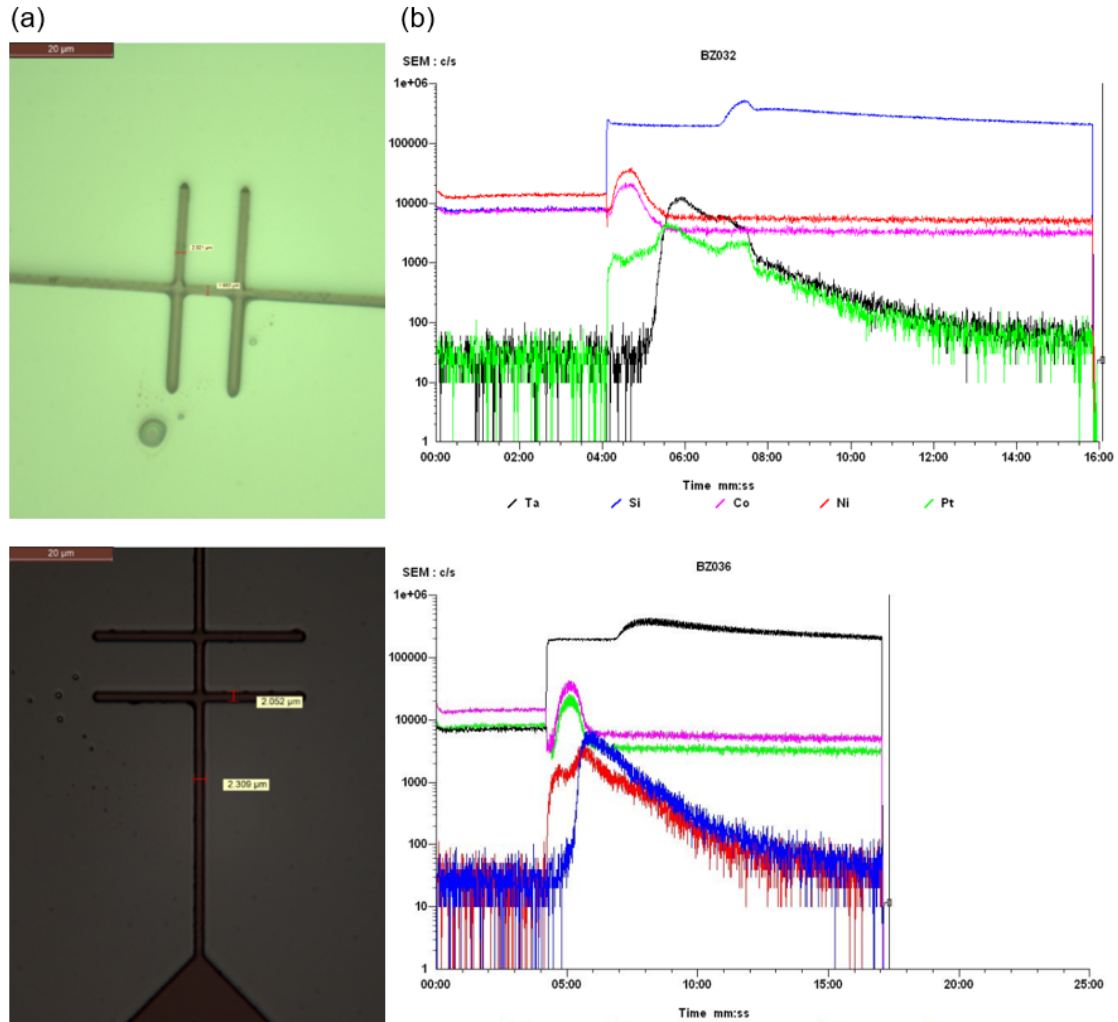 (a)
(b)
20 µm
2.052 µm
2.309 µm
20 µm
BZ032
SEM : c/s
1e+06
100000
10000
1000
100
10
1
00:00 02:00 04:00 06:00 08:00 10:00 12:00 14:00 16:00
Time mm:ss
Ta Si Co Ni Pt
BZ036
SEM : c/s
1e+06
100000
10000
1000
100
10
1
00:00 05:00 10:00 15:00 20:00 25:00
Time mm:ss